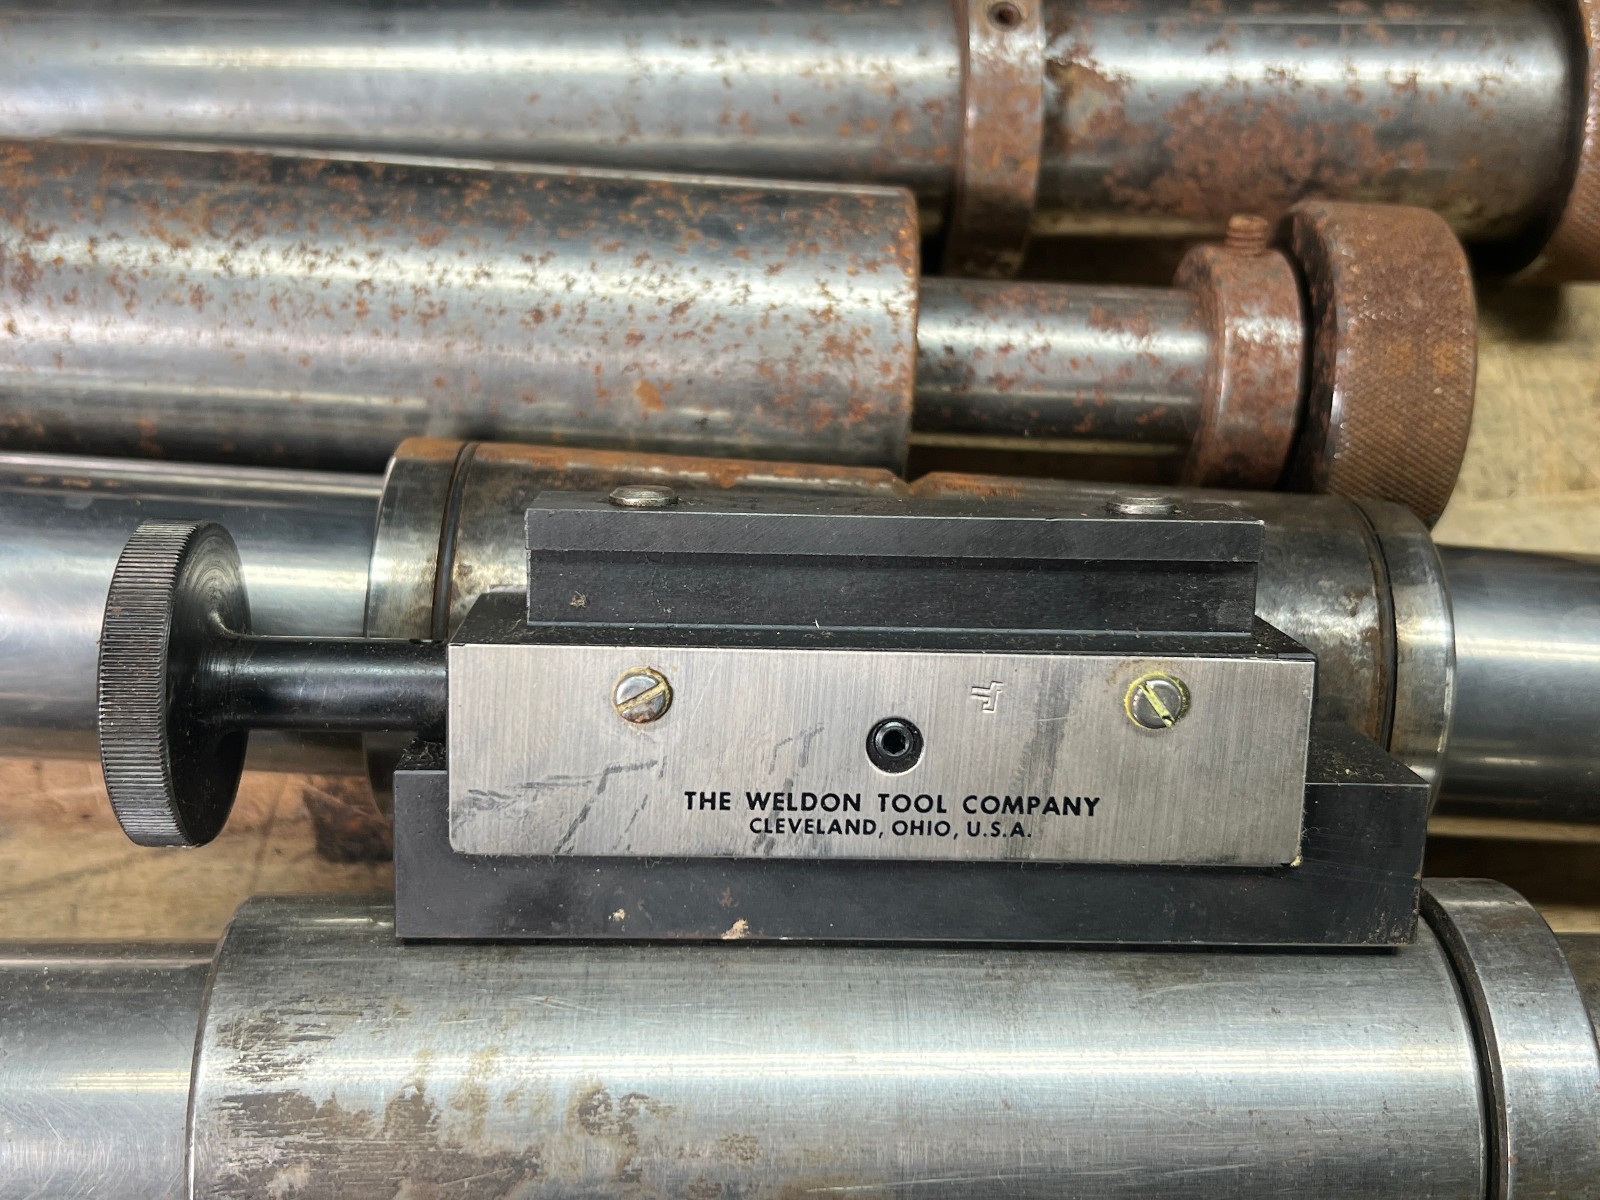 THE WELDON TOOL COMPANY
CLEVELAND, OHIO, U.S.A.